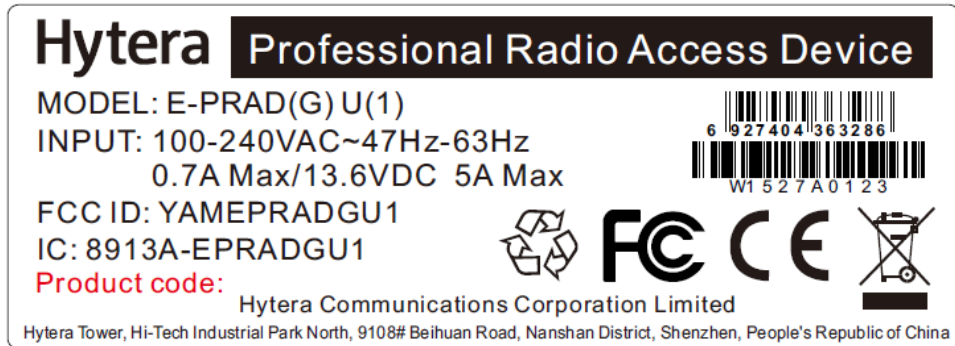 Hytera Professional Radio Access Device
MODEL: E-PRAD(G) U(1)
INPUT: 100-240VAC~47Hz-63Hz
0.7A Max/13.6VDC 5A Max
FCC ID: YAMEPRADGU1
IC: 8913A-EPRADGU1
Product code:
6 927404 363286
W1527A0123
FC CE
Hytera Communications Corporation Limited
Hytera Tower, Hi-Tech Industrial Park North, 9108# Beihuan Road, Nanshan District, Shenzhen, People's Republic of China